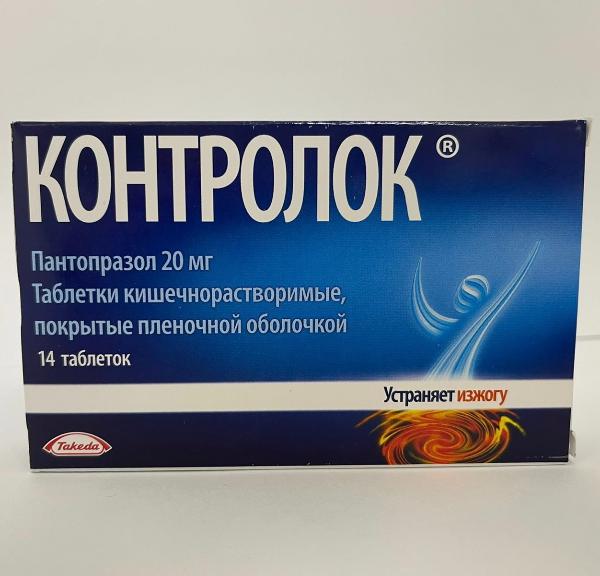 КОНТРОЛОК ®
Пантопразол 20 мг
Таблетки кишечнорастворимые,
покрытые пленочной оболочкой
14 таблеток
Устраняет изжогу
Takeda